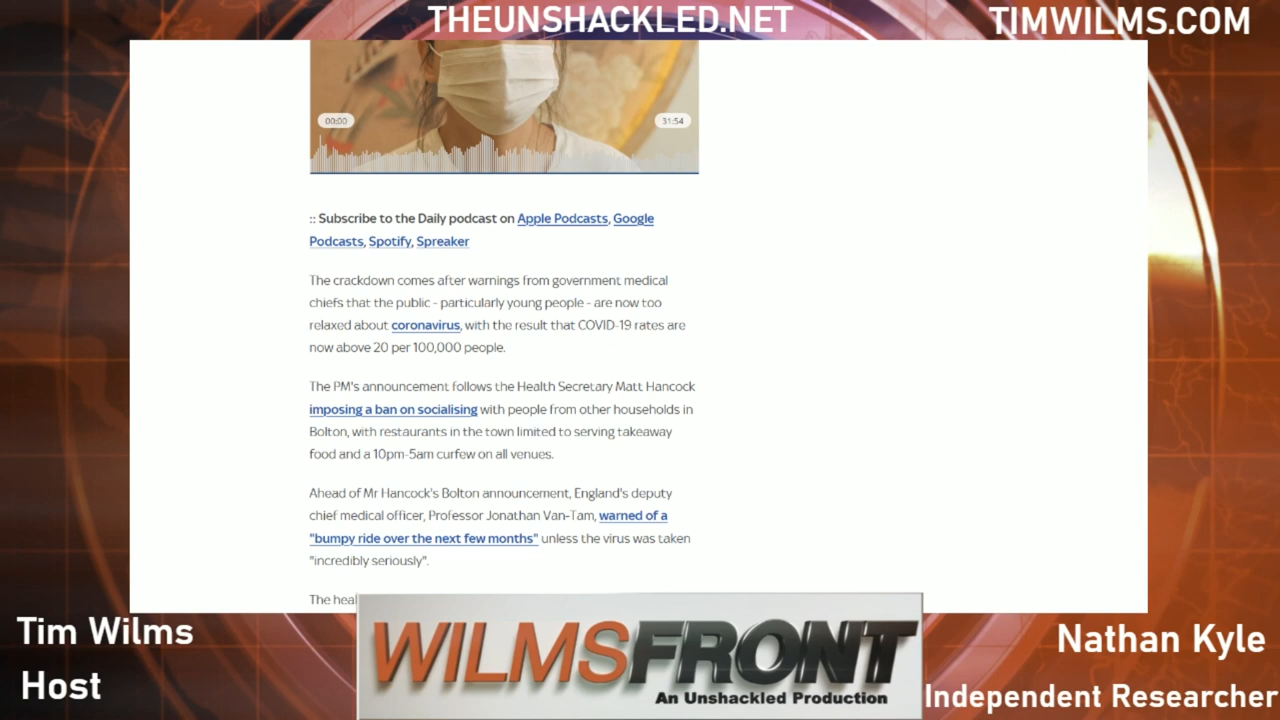 THEUNSHACKLED.NET
TIMWILMS.COM
00:00
31:54
:: Subscribe to the Daily podcast on Apple Podcasts, Google
Podcasts, Spotify, Spreaker
The crackdown comes after warnings from government medical
chiefs that the public - particularly young people - are now too
relaxed about coronavirus, with the result that COVID-19 rates are
now above 20 per 100,000 people.
The PM's announcement follows the Health Secretary Matt Hancock
imposing a ban on socialising with people from other households in
Bolton, with restaurants in the town limited to serving takeaway
food and a 10pm-5am curfew on all venues.
Ahead of Mr Hancock's Bolton announcement, England's deputy
chief medical officer, Professor Jonathan Van-Tam, warned of a
"bumpy ride over the next few months" unless the virus was taken
"incredibly seriously".
The heal
Tim Wilms
Host
WILMSFRONT
An Unshackled Production
Nathan Kyle
Independent Researcher